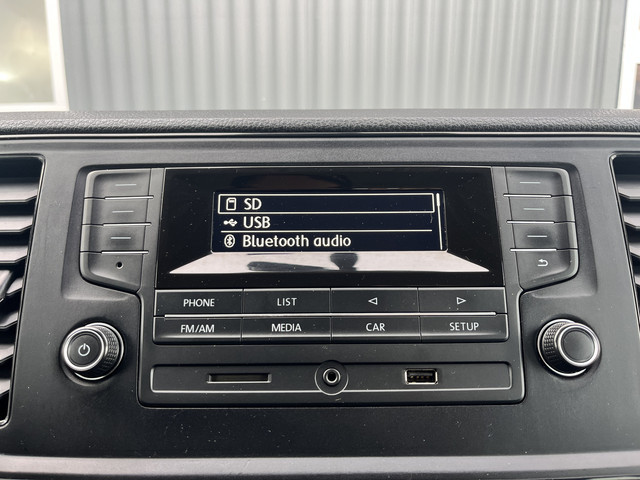 SD
USB
Bluetooth audio
PHONE LIST
FM/AM MEDIA CAR SETUP